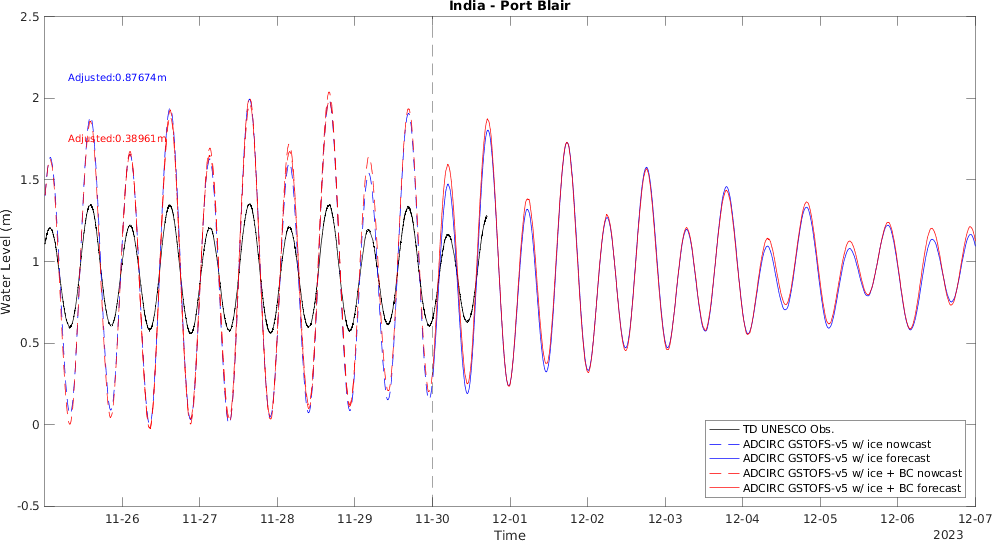 India - Port Blair
Water Level (m)
2.5
2
1.5
1
0.5
0
-0.5
Adjusted:0.87674m
Adjusted:0.38961m
TD UNESCO Obs.
ADCIRC GSTOFS-v5 w/ ice nowcast
ADCIRC GSTOFS-v5 w/ ice forecast
ADCIRC GSTOFS-v5 w/ ice + BC nowcast
ADCIRC GSTOFS-v5 w/ ice + BC forecast
11-26 11-27 11-28 11-29 11-30 12-01 12-02 12-03 12-04 12-05 12-06 12-07
Time
2023